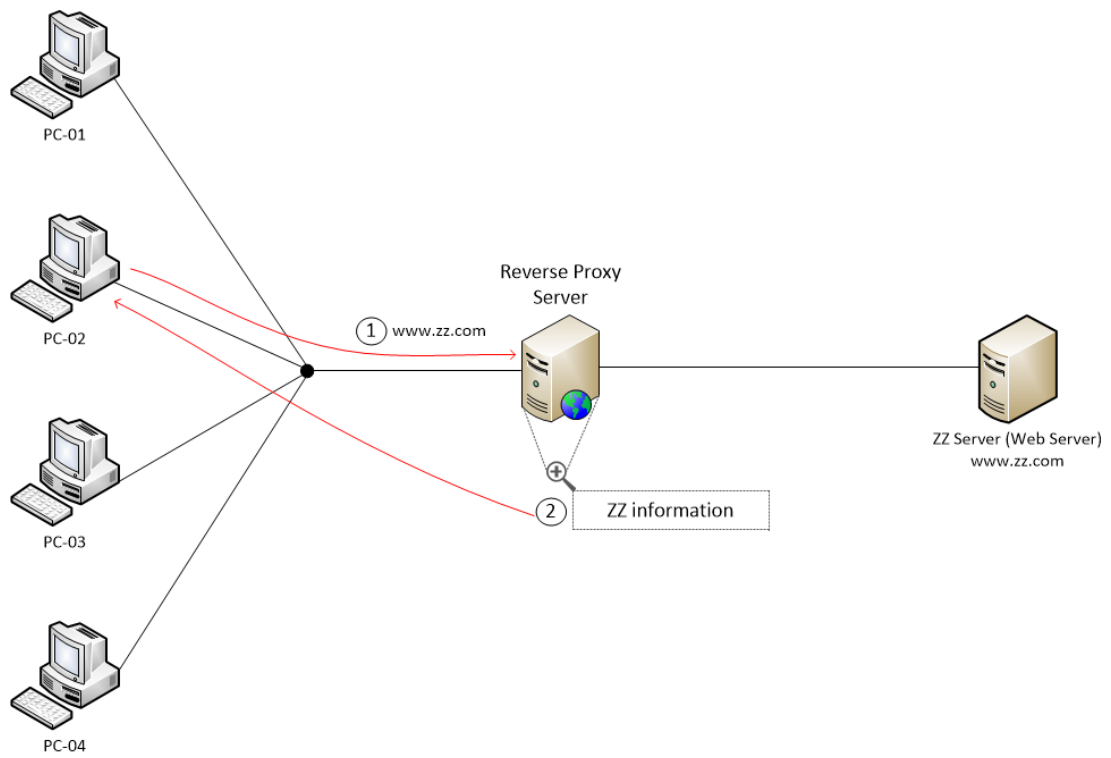 PC-01
PC-02
Reverse Proxy
Server
1 www.zz.com
ZZ Server (Web Server)
www.zz.com
2 ZZ information
PC-03
PC-04